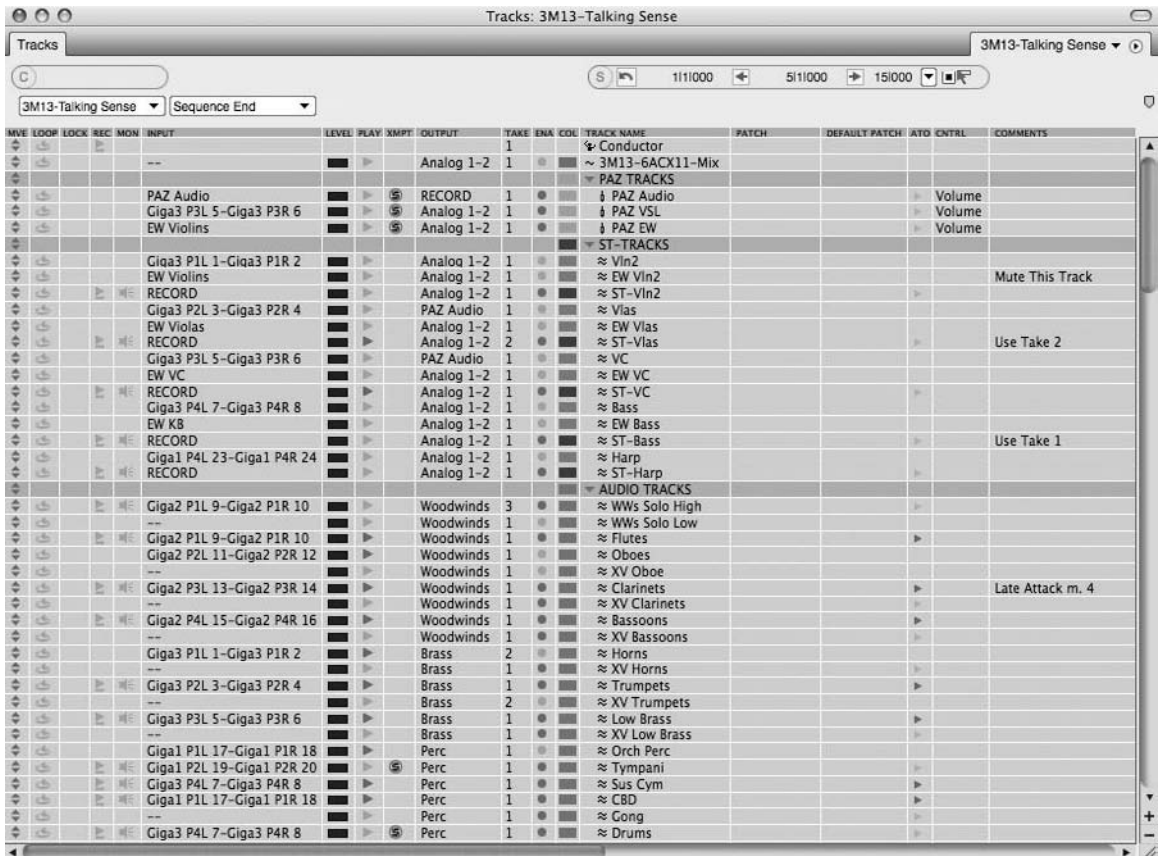 Tracks: 3M13-Talking Sense
Tracks 3M13-Talking Sense
C S 1|1|000 5|1|000 15|000
3M13-Talking Sense Sequence End
MVE LOOP LOCK REC MON INPUT LEVEL PLAY XMPT OUTPUT TAKE ENA COL TRACK NAME PATCH DEFAULT PATCH ATO CNTRL COMMENTS
1 Conductor
-- Analog 1-2 1 ~ 3M13-6ACX11-Mix
PAZ TRACKS
PAZ Audio S RECORD 1 PAZ Audio Volume
Giga3 P3L 5-Giga3 P3R 6 S Analog 1-2 1 PAZ VSL Volume
EW Violins S Analog 1-2 1 PAZ EW Volume
ST-TRACKS
Giga3 P1L 1-Giga3 P1R 2 Analog 1-2 1 ≈ Vln2
EW Violins Analog 1-2 1 ≈ EW Vln2 Mute This Track
RECORD Analog 1-2 1 ≈ ST-Vln2
Giga3 P2L 3-Giga3 P2R 4 PAZ Audio 1 ≈ Vlas
EW Violas Analog 1-2 1 ≈ EW Vlas
RECORD Analog 1-2 2 ≈ ST-Vlas Use Take 2
Giga3 P3L 5-Giga3 P3R 6 PAZ Audio 1 ≈ VC
EW VC Analog 1-2 1 ≈ EW VC
RECORD Analog 1-2 1 ≈ ST-VC
Giga3 P4L 7-Giga3 P4R 8 Analog 1-2 1 ≈ Bass
EW KB Analog 1-2 1 ≈ EW Bass
RECORD Analog 1-2 1 ≈ ST-Bass Use Take 1
Giga1 P4L 23-Giga1 P4R 24 Analog 1-2 1 ≈ Harp
RECORD Analog 1-2 1 ≈ ST-Harp
AUDIO TRACKS
Giga2 P1L 9-Giga2 P1R 10 Woodwinds 3 ≈ WWs Solo High
-- Woodwinds 1 ≈ WWs Solo Low
Giga2 P1L 9-Giga2 P1R 10 Woodwinds 1 ≈ Flutes
Giga2 P2L 11-Giga2 P2R 12 Woodwinds 1 ≈ Oboes
-- Woodwinds 1 ≈ XV Oboe
Giga2 P3L 13-Giga2 P3R 14 Woodwinds 1 ≈ Clarinets Late Attack m. 4
-- Woodwinds 1 ≈ XV Clarinets
Giga2 P4L 15-Giga2 P4R 16 Woodwinds 1 ≈ Bassoons
-- Woodwinds 1 ≈ XV Bassoons
Giga3 P1L 1-Giga3 P1R 2 Brass 2 ≈ Horns
-- Brass 1 ≈ XV Horns
Giga3 P2L 3-Giga3 P2R 4 Brass 1 ≈ Trumpets
-- Brass 2 ≈ XV Trumpets
Giga3 P3L 5-Giga3 P3R 6 Brass 1 ≈ Low Brass
-- Brass 1 ≈ XV Low Brass
Giga1 P1L 17-Giga1 P1R 18 Perc 1 ≈ Orch Perc
Giga1 P2L 19-Giga1 P2R 20 S Perc 1 ≈ Tympani
Giga3 P4L 7-Giga3 P4R 8 Perc 1 ≈ Sus Cym
Giga1 P1L 17-Giga1 P1R 18 Perc 1 ≈ CBD
-- Perc 1 ≈ Gong
Giga3 P4L 7-Giga3 P4R 8 S Perc 1 ≈ Drums